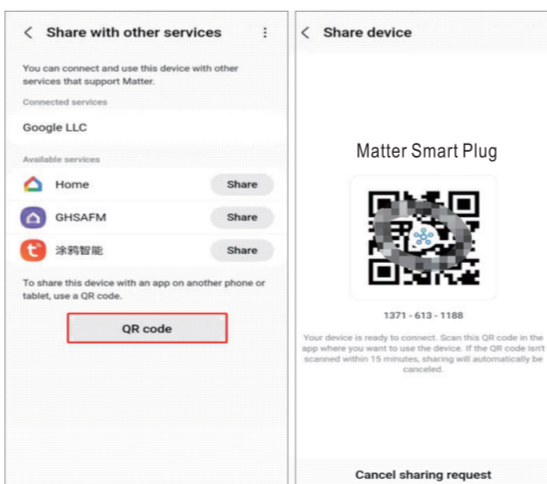 Share with other services
You can connect and use this device with other
services that support Matter.
Connected services
Google LLC
Available services
Home Share
GHSAFM Share
涂鸦智能 Share
To share this device with an app on another phone or
tablet, use a QR code.
QR code
Share device
Matter Smart Plug
1371 - 613 - 1188
Your device is ready to connect. Scan this QR code in the
app where you want to use the device. If the QR code isn't
scanned within 15 minutes, sharing will automatically be
canceled.
Cancel sharing request